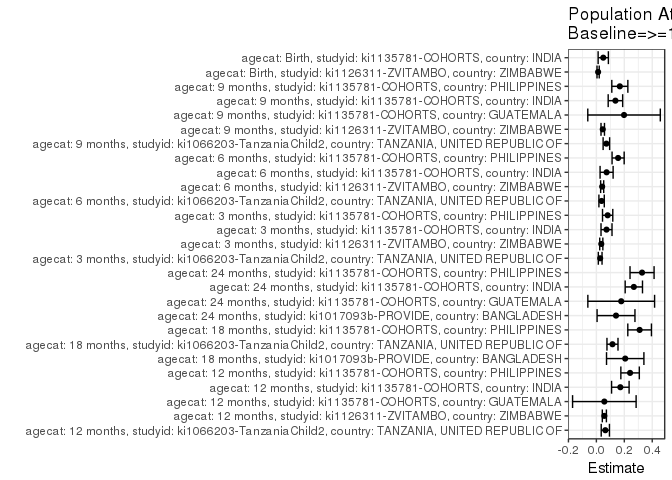 Population At
Baseline=>=1
agecat: Birth, studyid: ki1135781-COHORTS, country: INDIA
agecat: Birth, studyid: ki1126311-ZVITAMBO, country: ZIMBABWE
agecat: 9 months, studyid: ki1135781-COHORTS, country: PHILIPPINES
agecat: 9 months, studyid: ki1135781-COHORTS, country: INDIA
agecat: 9 months, studyid: ki1135781-COHORTS, country: GUATEMALA
agecat: 9 months, studyid: ki1126311-ZVITAMBO, country: ZIMBABWE
agecat: 9 months, studyid: ki1066203-TanzaniaChild2, country: TANZANIA, UNITED REPUBLIC OF
agecat: 6 months, studyid: ki1135781-COHORTS, country: PHILIPPINES
agecat: 6 months, studyid: ki1135781-COHORTS, country: INDIA
agecat: 6 months, studyid: ki1126311-ZVITAMBO, country: ZIMBABWE
agecat: 6 months, studyid: ki1066203-TanzaniaChild2, country: TANZANIA, UNITED REPUBLIC OF
agecat: 3 months, studyid: ki1135781-COHORTS, country: PHILIPPINES
agecat: 3 months, studyid: ki1135781-COHORTS, country: INDIA
agecat: 3 months, studyid: ki1126311-ZVITAMBO, country: ZIMBABWE
agecat: 3 months, studyid: ki1066203-TanzaniaChild2, country: TANZANIA, UNITED REPUBLIC OF
agecat: 24 months, studyid: ki1135781-COHORTS, country: PHILIPPINES
agecat: 24 months, studyid: ki1135781-COHORTS, country: INDIA
agecat: 24 months, studyid: ki1135781-COHORTS, country: GUATEMALA
agecat: 24 months, studyid: ki1017093b-PROVIDE, country: BANGLADESH
agecat: 18 months, studyid: ki1135781-COHORTS, country: PHILIPPINES
agecat: 18 months, studyid: ki1066203-TanzaniaChild2, country: TANZANIA, UNITED REPUBLIC OF
agecat: 18 months, studyid: ki1017093b-PROVIDE, country: BANGLADESH
agecat: 12 months, studyid: ki1135781-COHORTS, country: PHILIPPINES
agecat: 12 months, studyid: ki1135781-COHORTS, country: INDIA
agecat: 12 months, studyid: ki1135781-COHORTS, country: GUATEMALA
agecat: 12 months, studyid: ki1126311-ZVITAMBO, country: ZIMBABWE
agecat: 12 months, studyid: ki1066203-TanzaniaChild2, country: TANZANIA, UNITED REPUBLIC OF
-0.2 0.0 0.2 0.4
Estimate